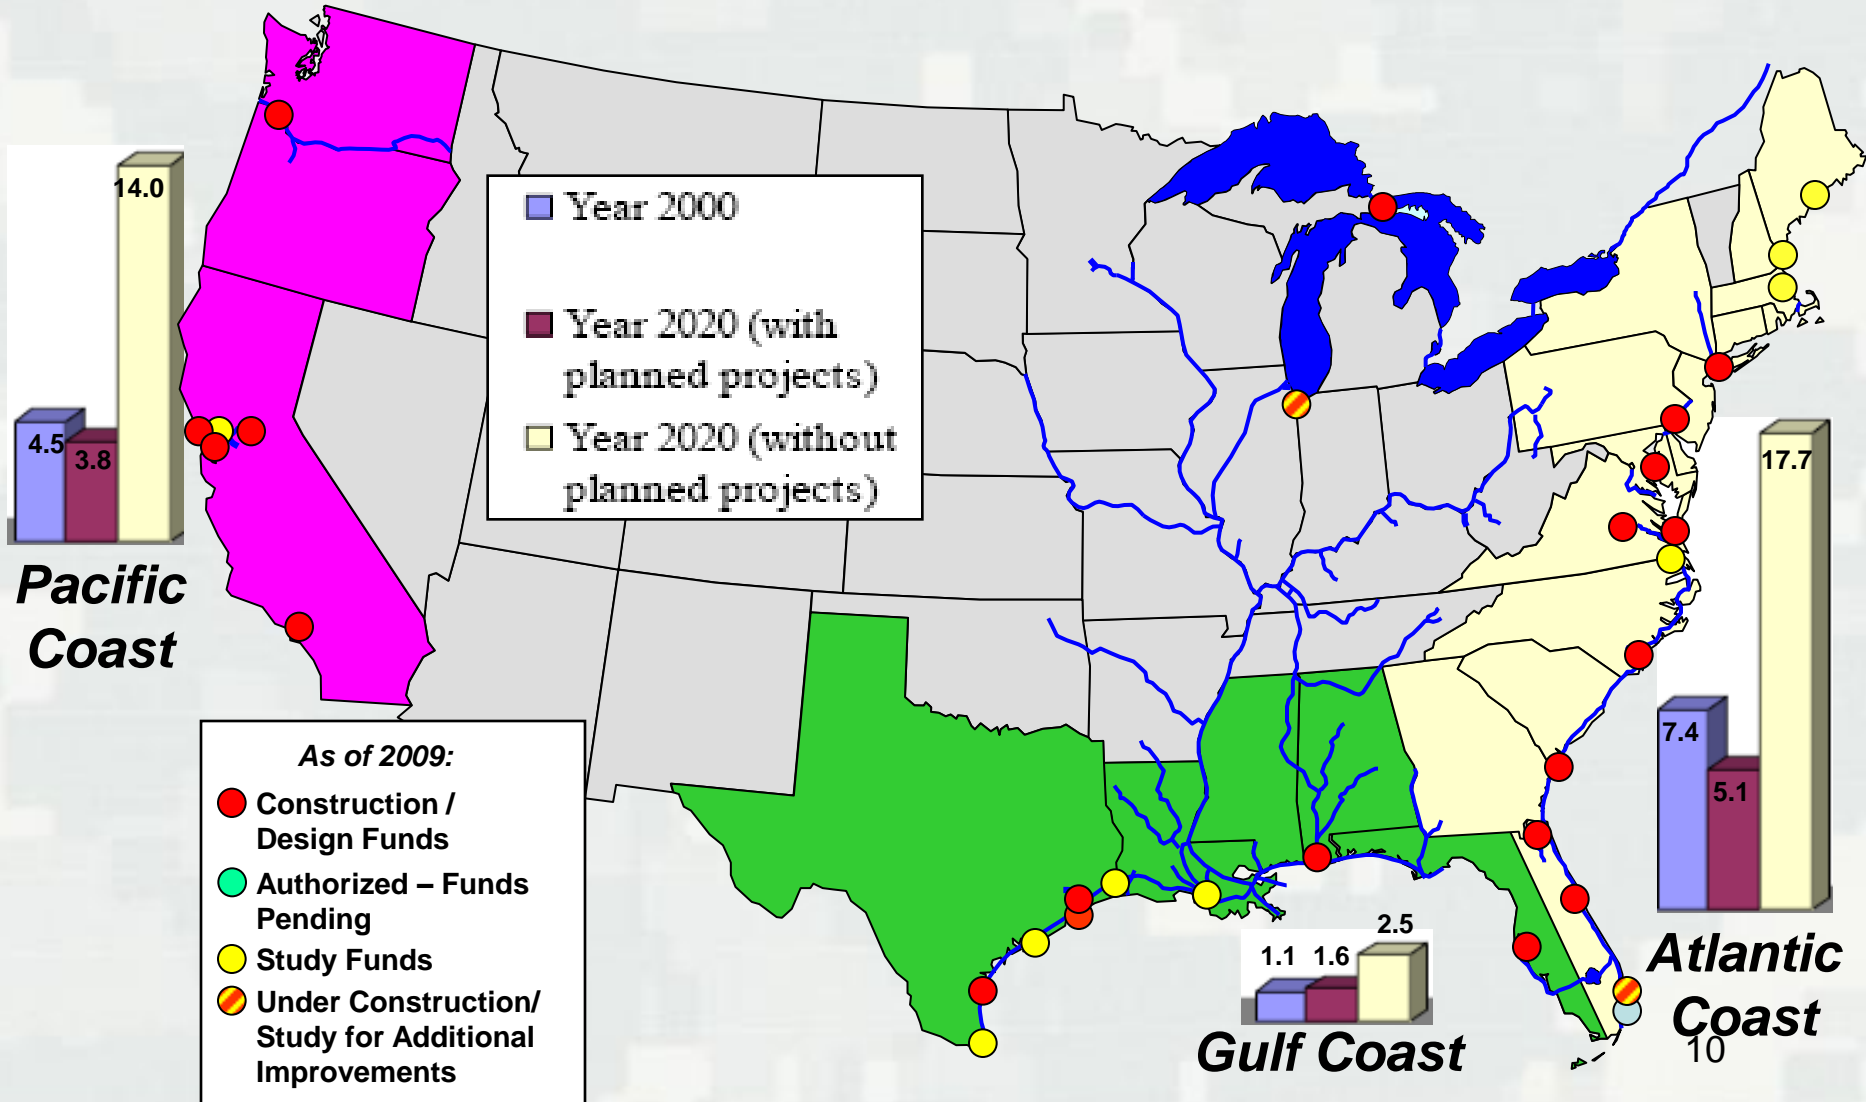 14.0
4.5
3.8
Pacific
Coast
Year 2000
Year 2020 (with
planned projects)
Year 2020 (without
planned projects)
As of 2009:
Construction /
Design Funds
Authorized – Funds
Pending
Study Funds
Under Construction/
Study for Additional
Improvements
2.5
1.1 1.6
Gulf Coast
17.7
7.4
5.1
Atlantic
Coast
10